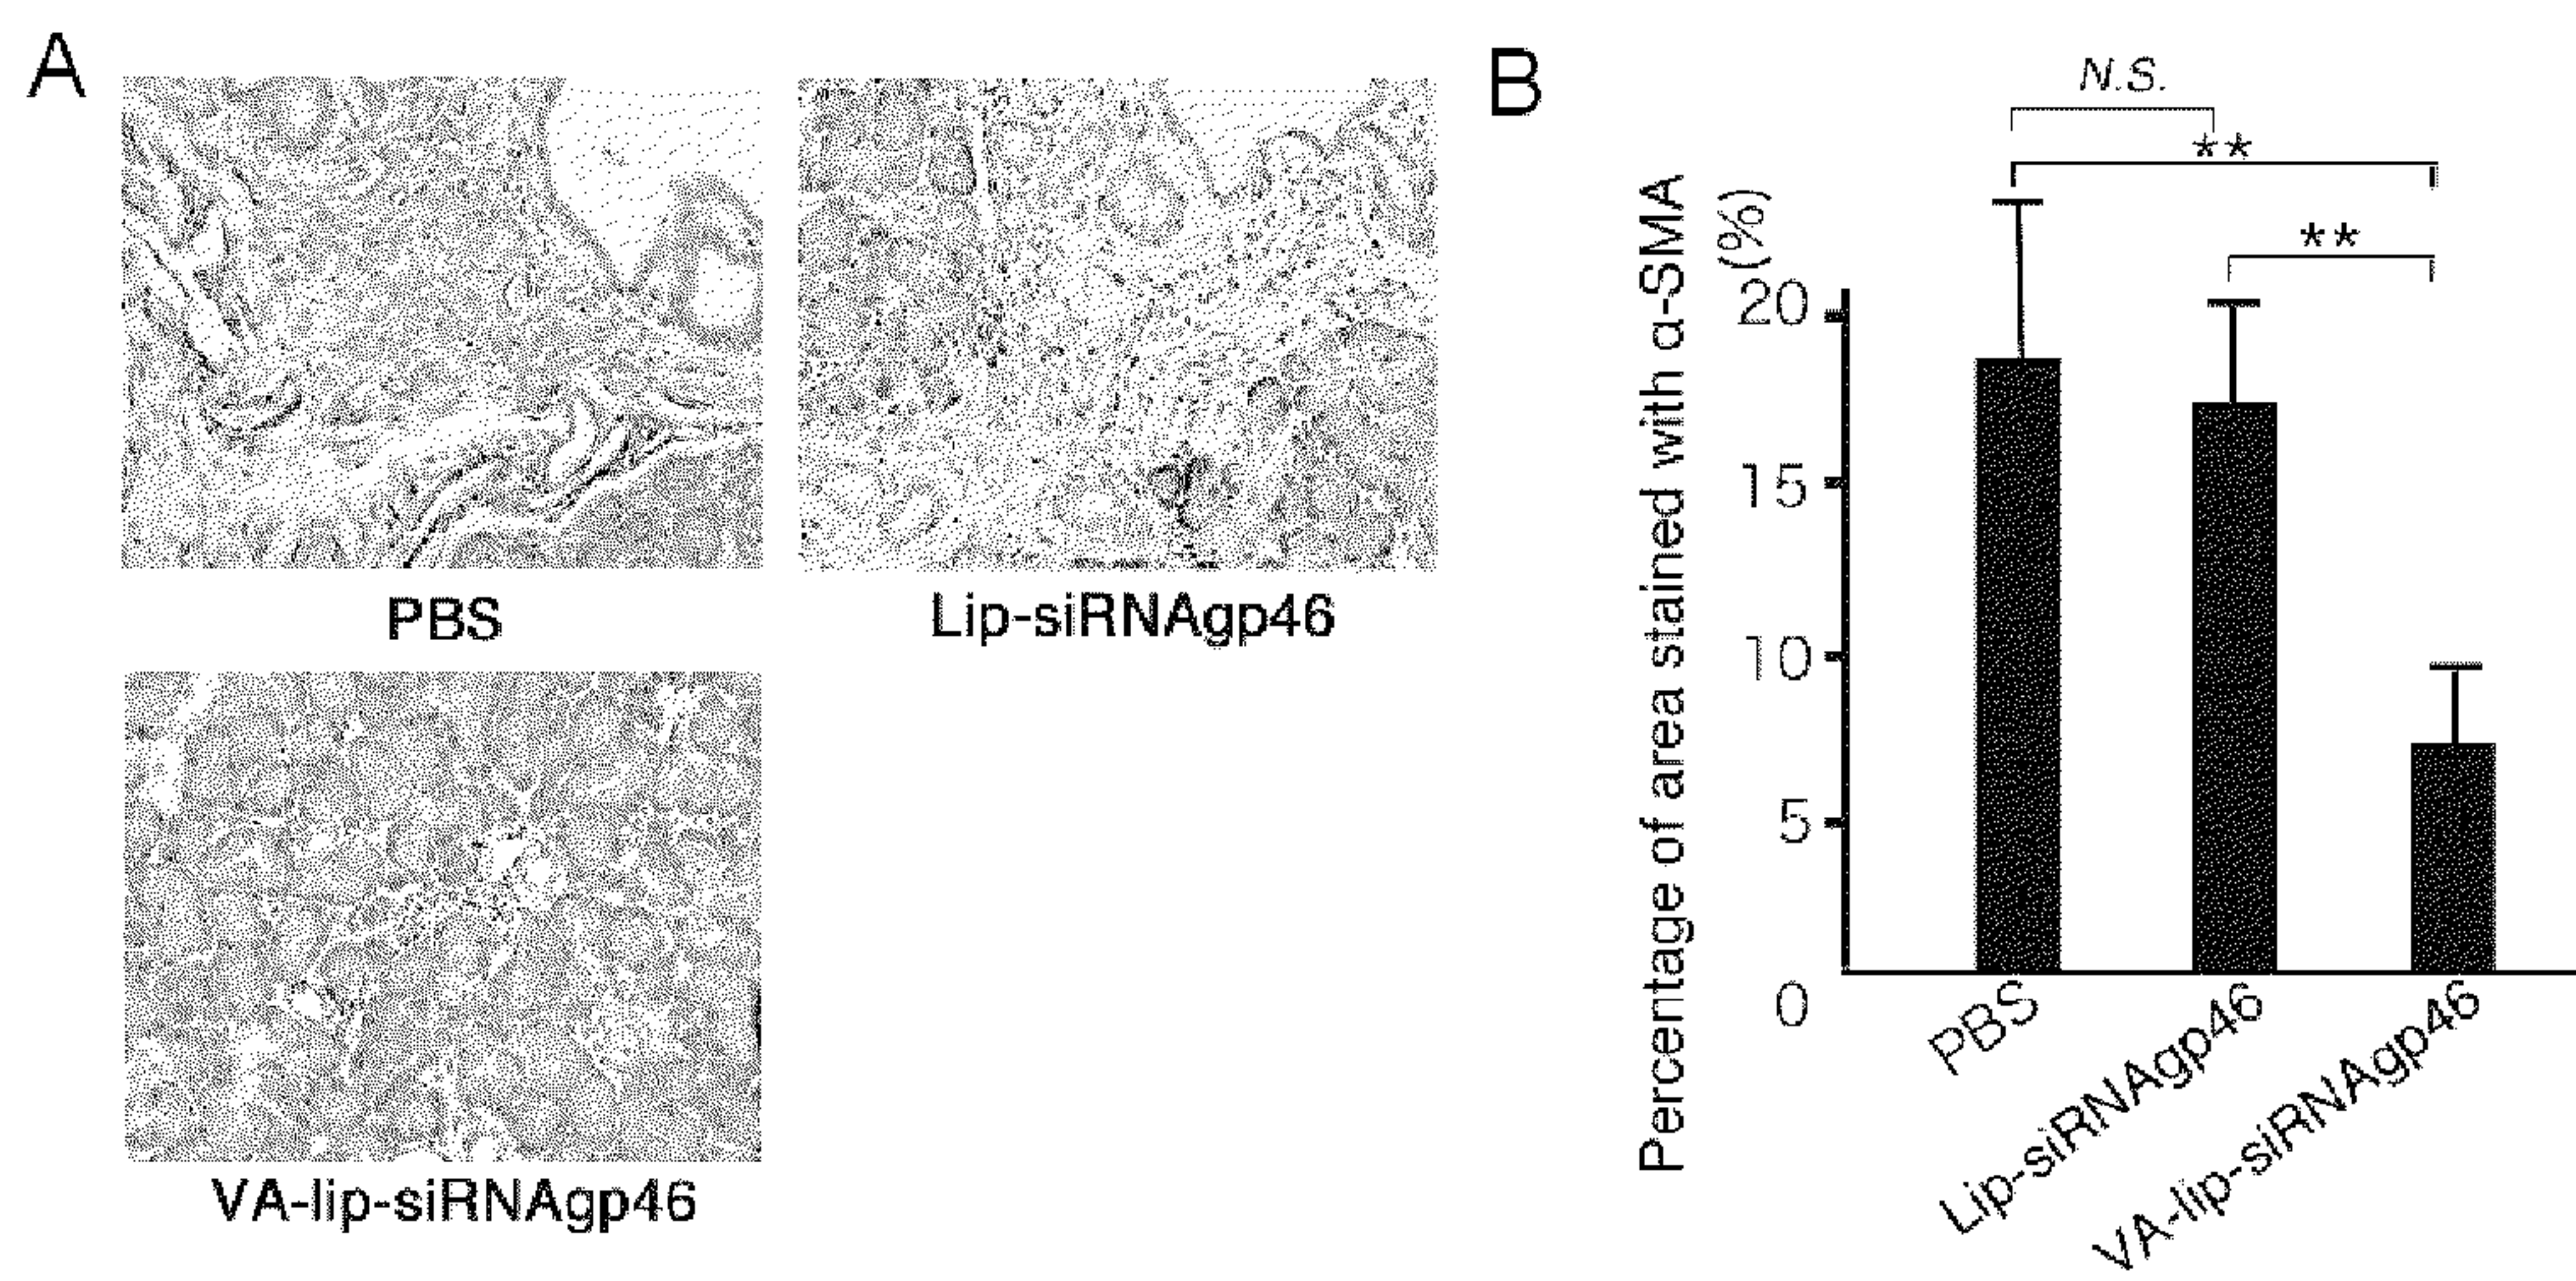 A
PBS
Lip-siRNAgp46
VA-lip-siRNAgp46
B
N.S.
**
**
Percentage of area stained with α-SMA
(%)
20
15
10
5
0
PBS
Lip-siRNAgp46
VA-lip-siRNAgp46